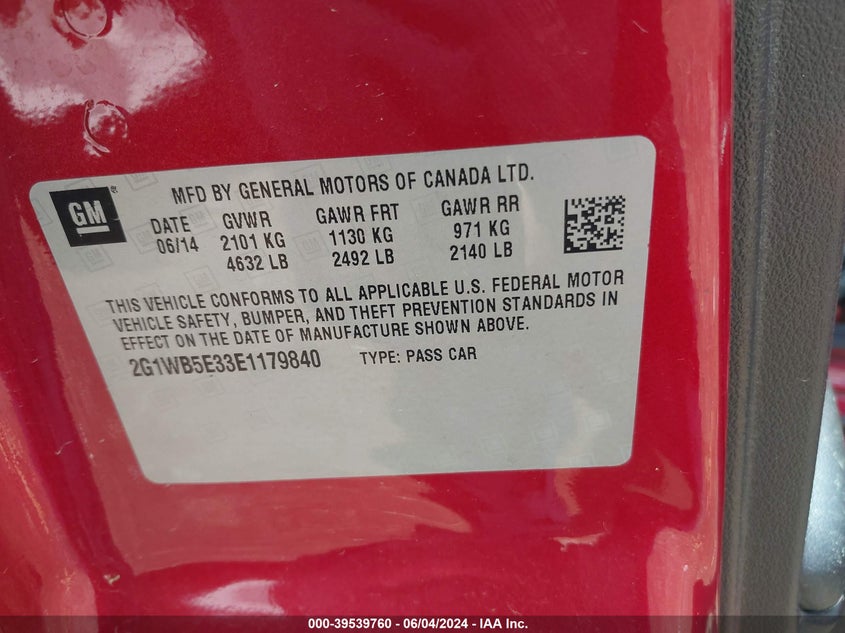 GM ®
MFD BY GENERAL MOTORS OF CANADA LTD.
DATE GVWR GAWR FRT GAWR RR
06/14 2101 KG 1130 KG 971 KG
4632 LB 2492 LB 2140 LB
THIS VEHICLE CONFORMS TO ALL APPLICABLE U.S. FEDERAL MOTOR
VEHICLE SAFETY, BUMPER, AND THEFT PREVENTION STANDARDS IN
EFFECT ON THE DATE OF MANUFACTURE SHOWN ABOVE.
2G1WB5E33E1179840 TYPE: PASS CAR
000-39539760 - 06/04/2024 - IAA Inc.